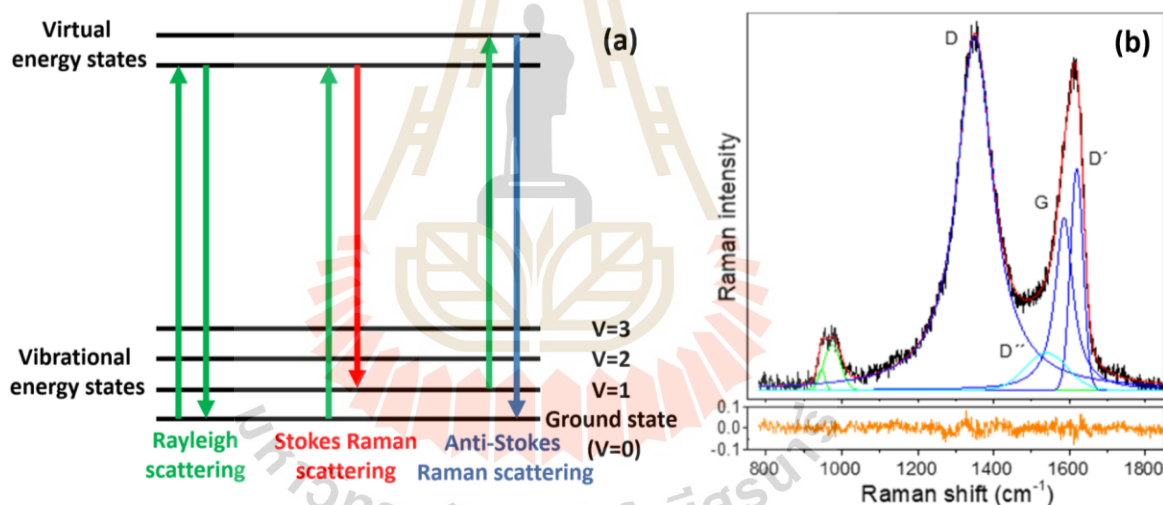 Virtual
energy states
(a)
V=3
V=2
V=1
Ground state
(V=0)
Vibrational
energy states
Rayleigh
scattering
Stokes Raman
scattering
Anti-Stokes
Raman scattering
(b)
D
D´
G
D´´
Raman intensity
0.1
0.0
-0.1
800 1000 1200 1400 1600 1800
Raman shift (cm⁻¹)